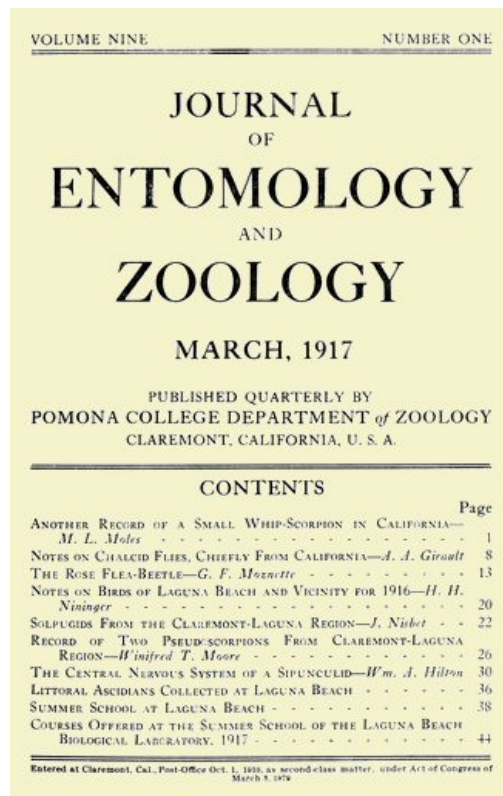 VOLUME NINE NUMBER ONE
JOURNAL
OF
ENTOMOLOGY
AND
ZOOLOGY
MARCH, 1917
PUBLISHED QUARTERLY BY
POMONA COLLEGE DEPARTMENT of ZOOLOGY
CLAREMONT, CALIFORNIA, U. S. A.
CONTENTS
Page
ANOTHER RECORD OF A SMALL WHIP-SCORPION IN CALIFORNIA—
M. L. Moles - - - - - - - - - - - - - - - - 1
NOTES ON CHALCID FLIES, CHIEFLY FROM CALIFORNIA—A. A. Girault 8
THE ROSE FLEA-BEETLE—G. F. Moznette - - - - - - - - 13
NOTES ON BIRDS OF LAGUNA BEACH AND VICINITY FOR 1916—H. H.
Nininger - - - - - - - - - - - - - - - - - 20
SOLPUGIDS FROM THE CLAREMONT-LAGUNA REGION—J. Nisbet - - 22
RECORD OF TWO PSEUDOSCORPIONS FROM CLAREMONT-LAGUNA
REGION—Winifred T. Moore - - - - - - - - - - - 26
THE CENTRAL NERVOUS SYSTEM OF A SIPUNCULID—Wm. A. Hilton 30
LITTORAL ASCIDIANS COLLECTED AT LAGUNA BEACH - - - - - - 36
SUMMER SCHOOL AT LAGUNA BEACH - - - - - - - - - - 38
COURSES OFFERED AT THE SUMMER SCHOOL OF THE LAGUNA BEACH
BIOLOGICAL LABORATORY, 1917 - - - - - - - - - - - 44
Entered at Claremont, Cal., Post-Office Oct. 1, 1910, as second-class matter, under Act of Congress of
March 3, 1879